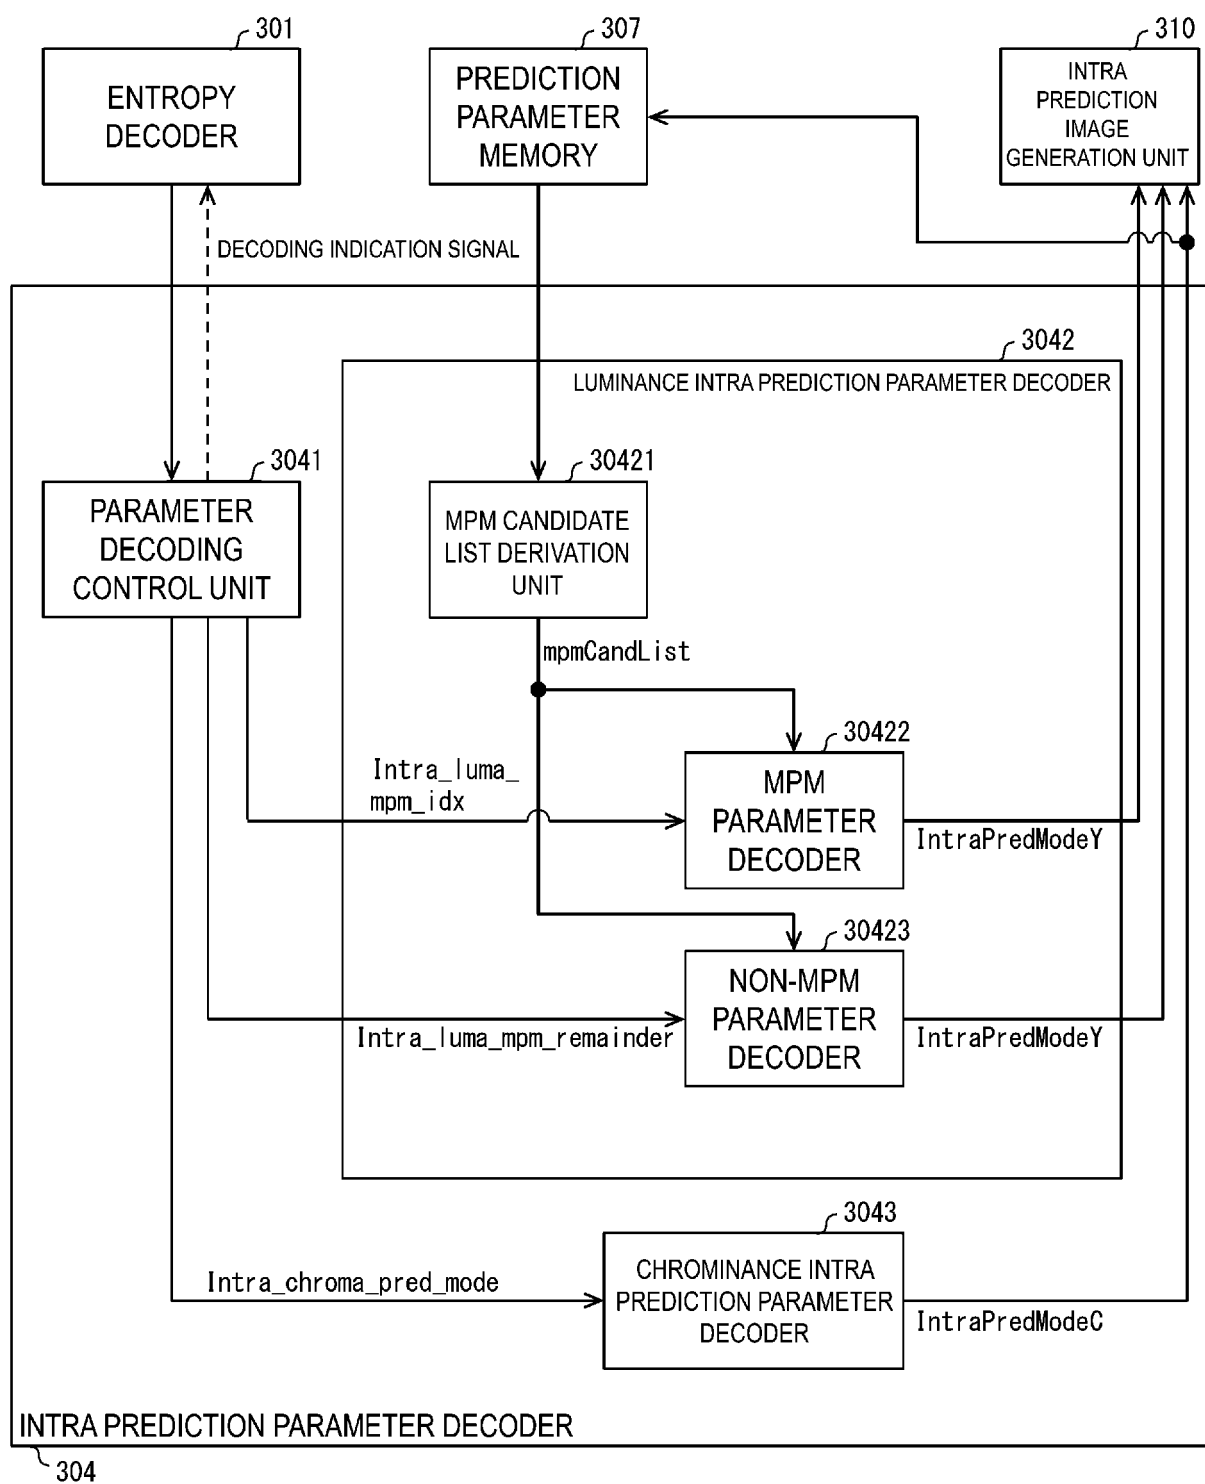 301
ENTROPY
DECODER
307
PREDICTION
PARAMETER
MEMORY
310
INTRA
PREDICTION
IMAGE
GENERATION UNIT
DECODING INDICATION SIGNAL
3042
LUMINANCE INTRA PREDICTION PARAMETER DECODER
3041
PARAMETER
DECODING
CONTROL UNIT
30421
MPM CANDIDATE
LIST DERIVATION
UNIT
mpmCandList
Intra_luma_
mpm_idx
30422
MPM
PARAMETER
DECODER
IntraPredModeY
Intra_luma_mpm_remainder
30423
NON-MPM
PARAMETER
DECODER
IntraPredModeY
Intra_chroma_pred_mode
3043
CHROMINANCE INTRA
PREDICTION PARAMETER
DECODER
IntraPredModeC
INTRA PREDICTION PARAMETER DECODER
304